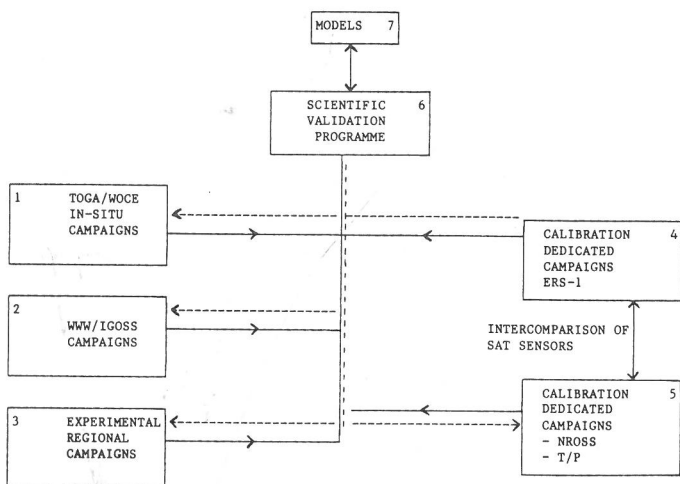 MODELS 7
SCIENTIFIC 6
VALIDATION
PROGRAMME
1 TOGA/WOCE
IN-SITU
CAMPAIGNS
CALIBRATION 4
DEDICATED
CAMPAIGNS
ERS-1
2
WWW/IGOSS
CAMPAIGNS
INTERCOMPARISON OF
SAT SENSORS
3 EXPERIMENTAL
REGIONAL
CAMPAIGNS
CALIBRATION 5
DEDICATED
CAMPAIGNS
- NROSS
- T/P